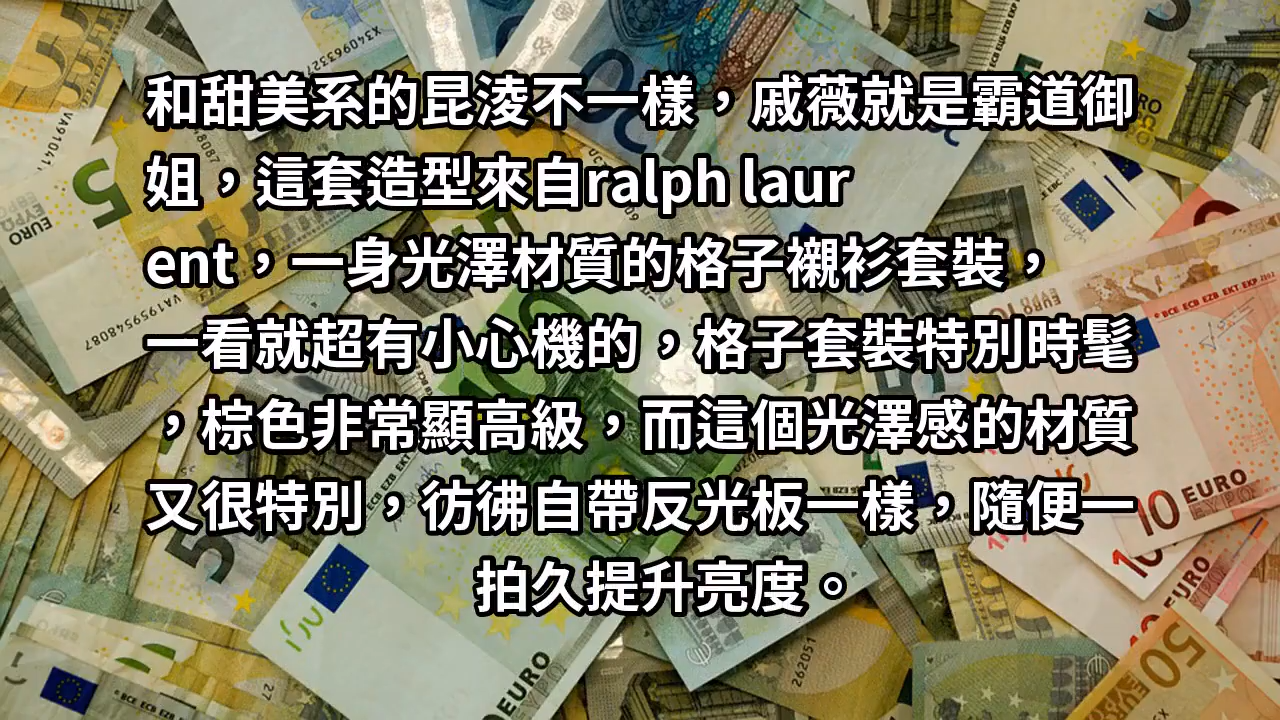 和甜美系的昆淩不一樣，戚薇就是霸道御
姐，這套造型來自ralph laur
ent，一身光澤材質的格子襯衫套裝，
一看就超有小心機的，格子套裝特別時髦
，棕色非常顯高級，而這個光澤感的材質
又很特別，彷彿自帶反光板一樣，隨便一
拍久提升亮度。